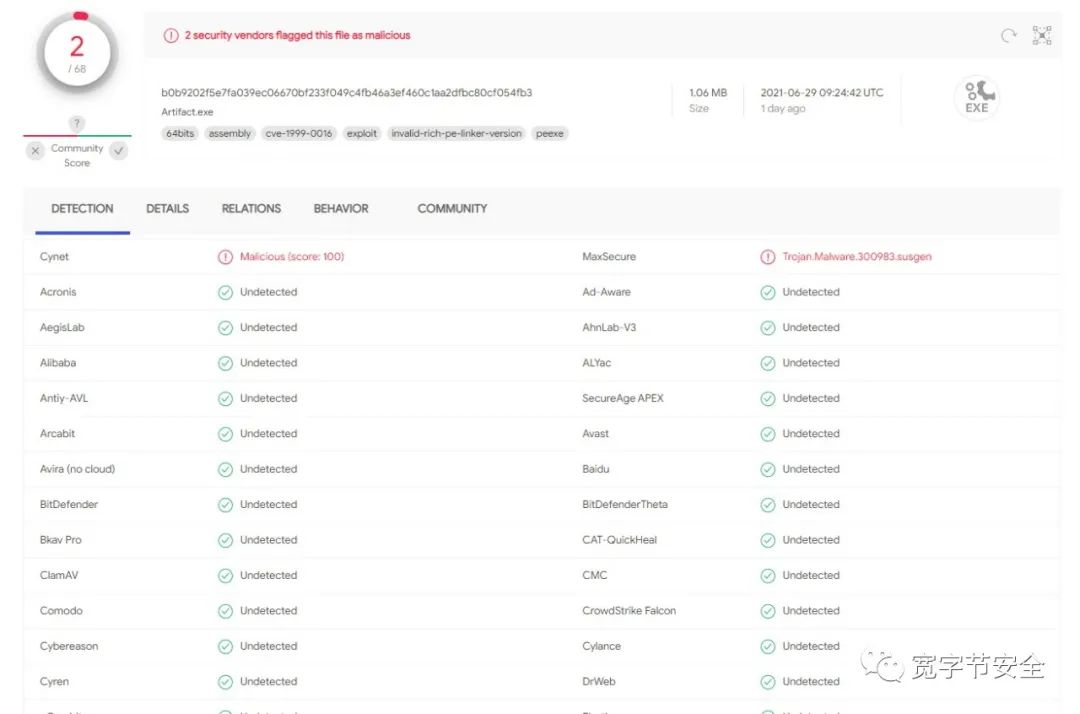 2
/ 68
?
Community
Score
2 security vendors flagged this file as malicious
b0b9202f5e7fa039ec06670bf233f049c4fb46a3ef460c1aa2dfbc80cf054fb3
Artifact.exe
64bits assembly cve-1999-0016 exploit invalid-rich-pe-linker-version peexe
1.06 MB
Size
2021-06-29 09:24:42 UTC
1 day ago
EXE
DETECTION DETAILS RELATIONS BEHAVIOR COMMUNITY
Cynet Malicious (score: 100) MaxSecure Trojan.Malware.300983.susgen
Acronis Undetected Ad-Aware Undetected
AegisLab Undetected AhnLab-V3 Undetected
Alibaba Undetected ALYac Undetected
Antiy-AVL Undetected SecureAge APEX Undetected
Arcabit Undetected Avast Undetected
Avira (no cloud) Undetected Baidu Undetected
BitDefender Undetected BitDefenderTheta Undetected
Bkav Pro Undetected CAT-QuickHeal Undetected
ClamAV Undetected CMC Undetected
Comodo Undetected CrowdStrike Falcon Undetected
Cybereason Undetected Cylance Undetected
Cyren Undetected DrWeb Undetected
宽字节安全